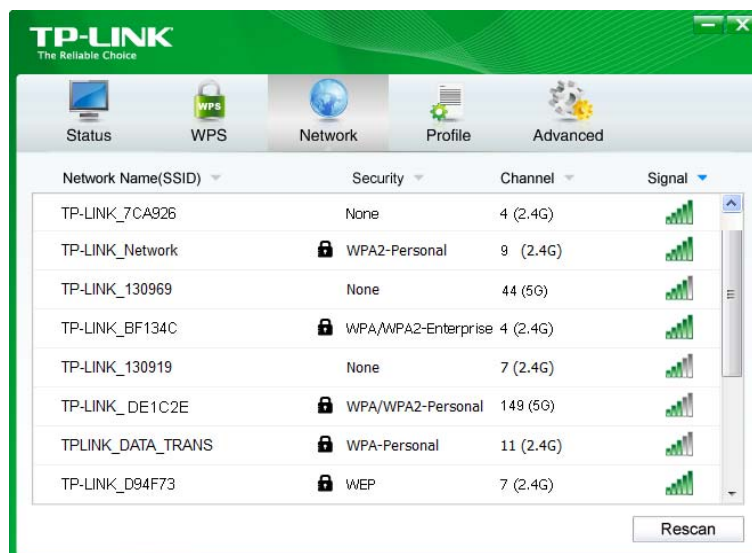 TP-LINK
The Reliable Choice
WPS
Status WPS Network Profile Advanced
Network Name(SSID) Security Channel Signal
TP-LINK_7CA926 None 4 (2.4G)
TP-LINK_Network WPA2-Personal 9 (2.4G)
TP-LINK_130969 None 44 (5G)
TP-LINK_BF134C WPA/WPA2-Enterprise 4 (2.4G)
TP-LINK_130919 None 7 (2.4G)
TP-LINK_ DE1C2E WPA/WPA2-Personal 149 (5G)
TPLINK_DATA_TRANS WPA-Personal 11 (2.4G)
TP-LINK_D94F73 WEP 7 (2.4G)
Rescan